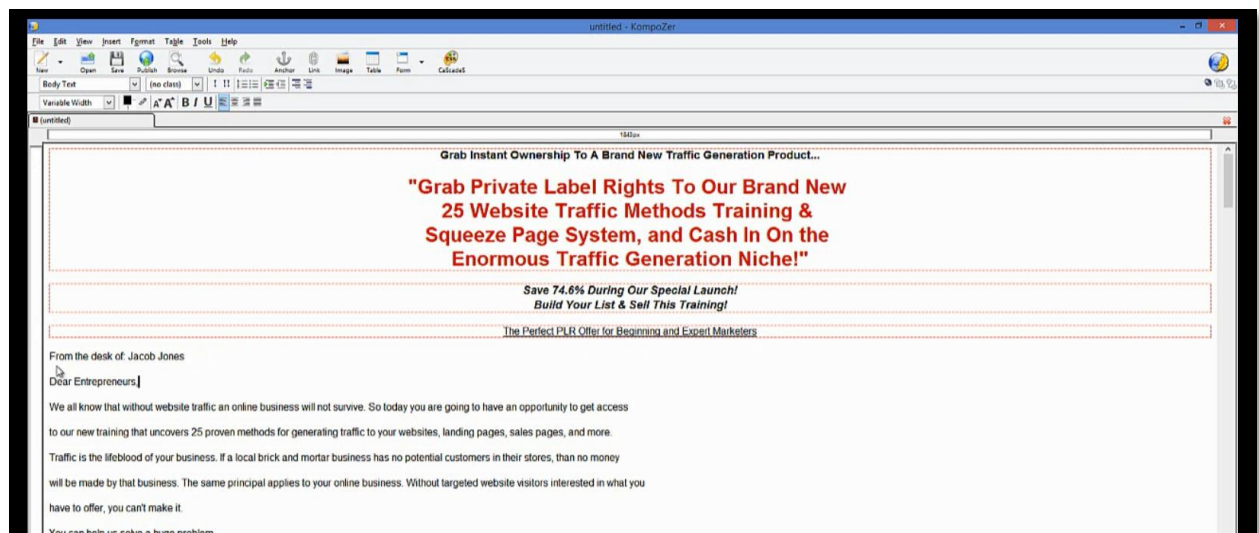 untitled - KompoZer
File Edit View Insert Format Table Tools Help
New Open Save Publish Browse Undo Redo Anchor Link Image Table Form CaScadeS
Body Text (no class)
Variable Width B I U
(untitled)
1843px
Grab Instant Ownership To A Brand New Traffic Generation Product...
"Grab Private Label Rights To Our Brand New
25 Website Traffic Methods Training &
Squeeze Page System, and Cash In On the
Enormous Traffic Generation Niche!"
Save 74.6% During Our Special Launch!
Build Your List & Sell This Training!
The Perfect PLR Offer for Beginning and Expert Marketers
From the desk of: Jacob Jones
Dear Entrepreneurs,
We all know that without website traffic an online business will not survive. So today you are going to have an opportunity to get access
to our new training that uncovers 25 proven methods for generating traffic to your websites, landing pages, sales pages, and more.
Traffic is the lifeblood of your business. If a local brick and mortar business has no potential customers in their stores, than no money
will be made by that business. The same principal applies to your online business. Without targeted website visitors interested in what you
have to offer, you can't make it.
You can help us solve a huge problem